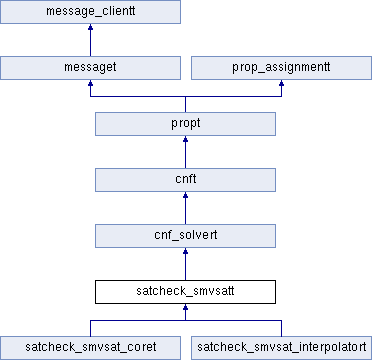 message_clientt
messaget prop_assignmentt
propt
cnft
cnf_solvert
satcheck_smvsatt
satcheck_smvsat_coret satcheck_smvsat_interpolatort